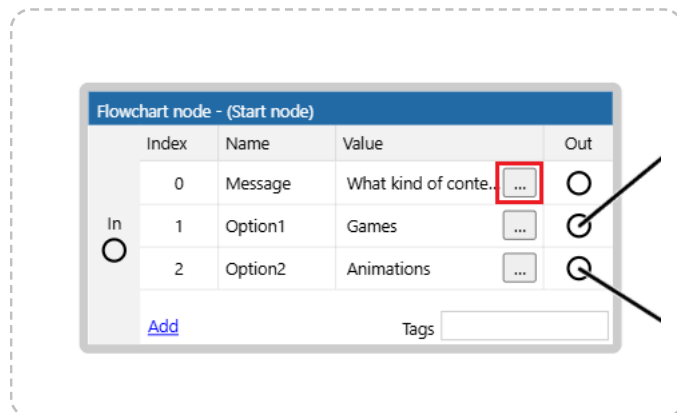 Flowchart node - (Start node)
Index Name Value Out
0 Message What kind of conte... ...
In
1 Option1 Games ...
2 Option2 Animations ...
Add Tags